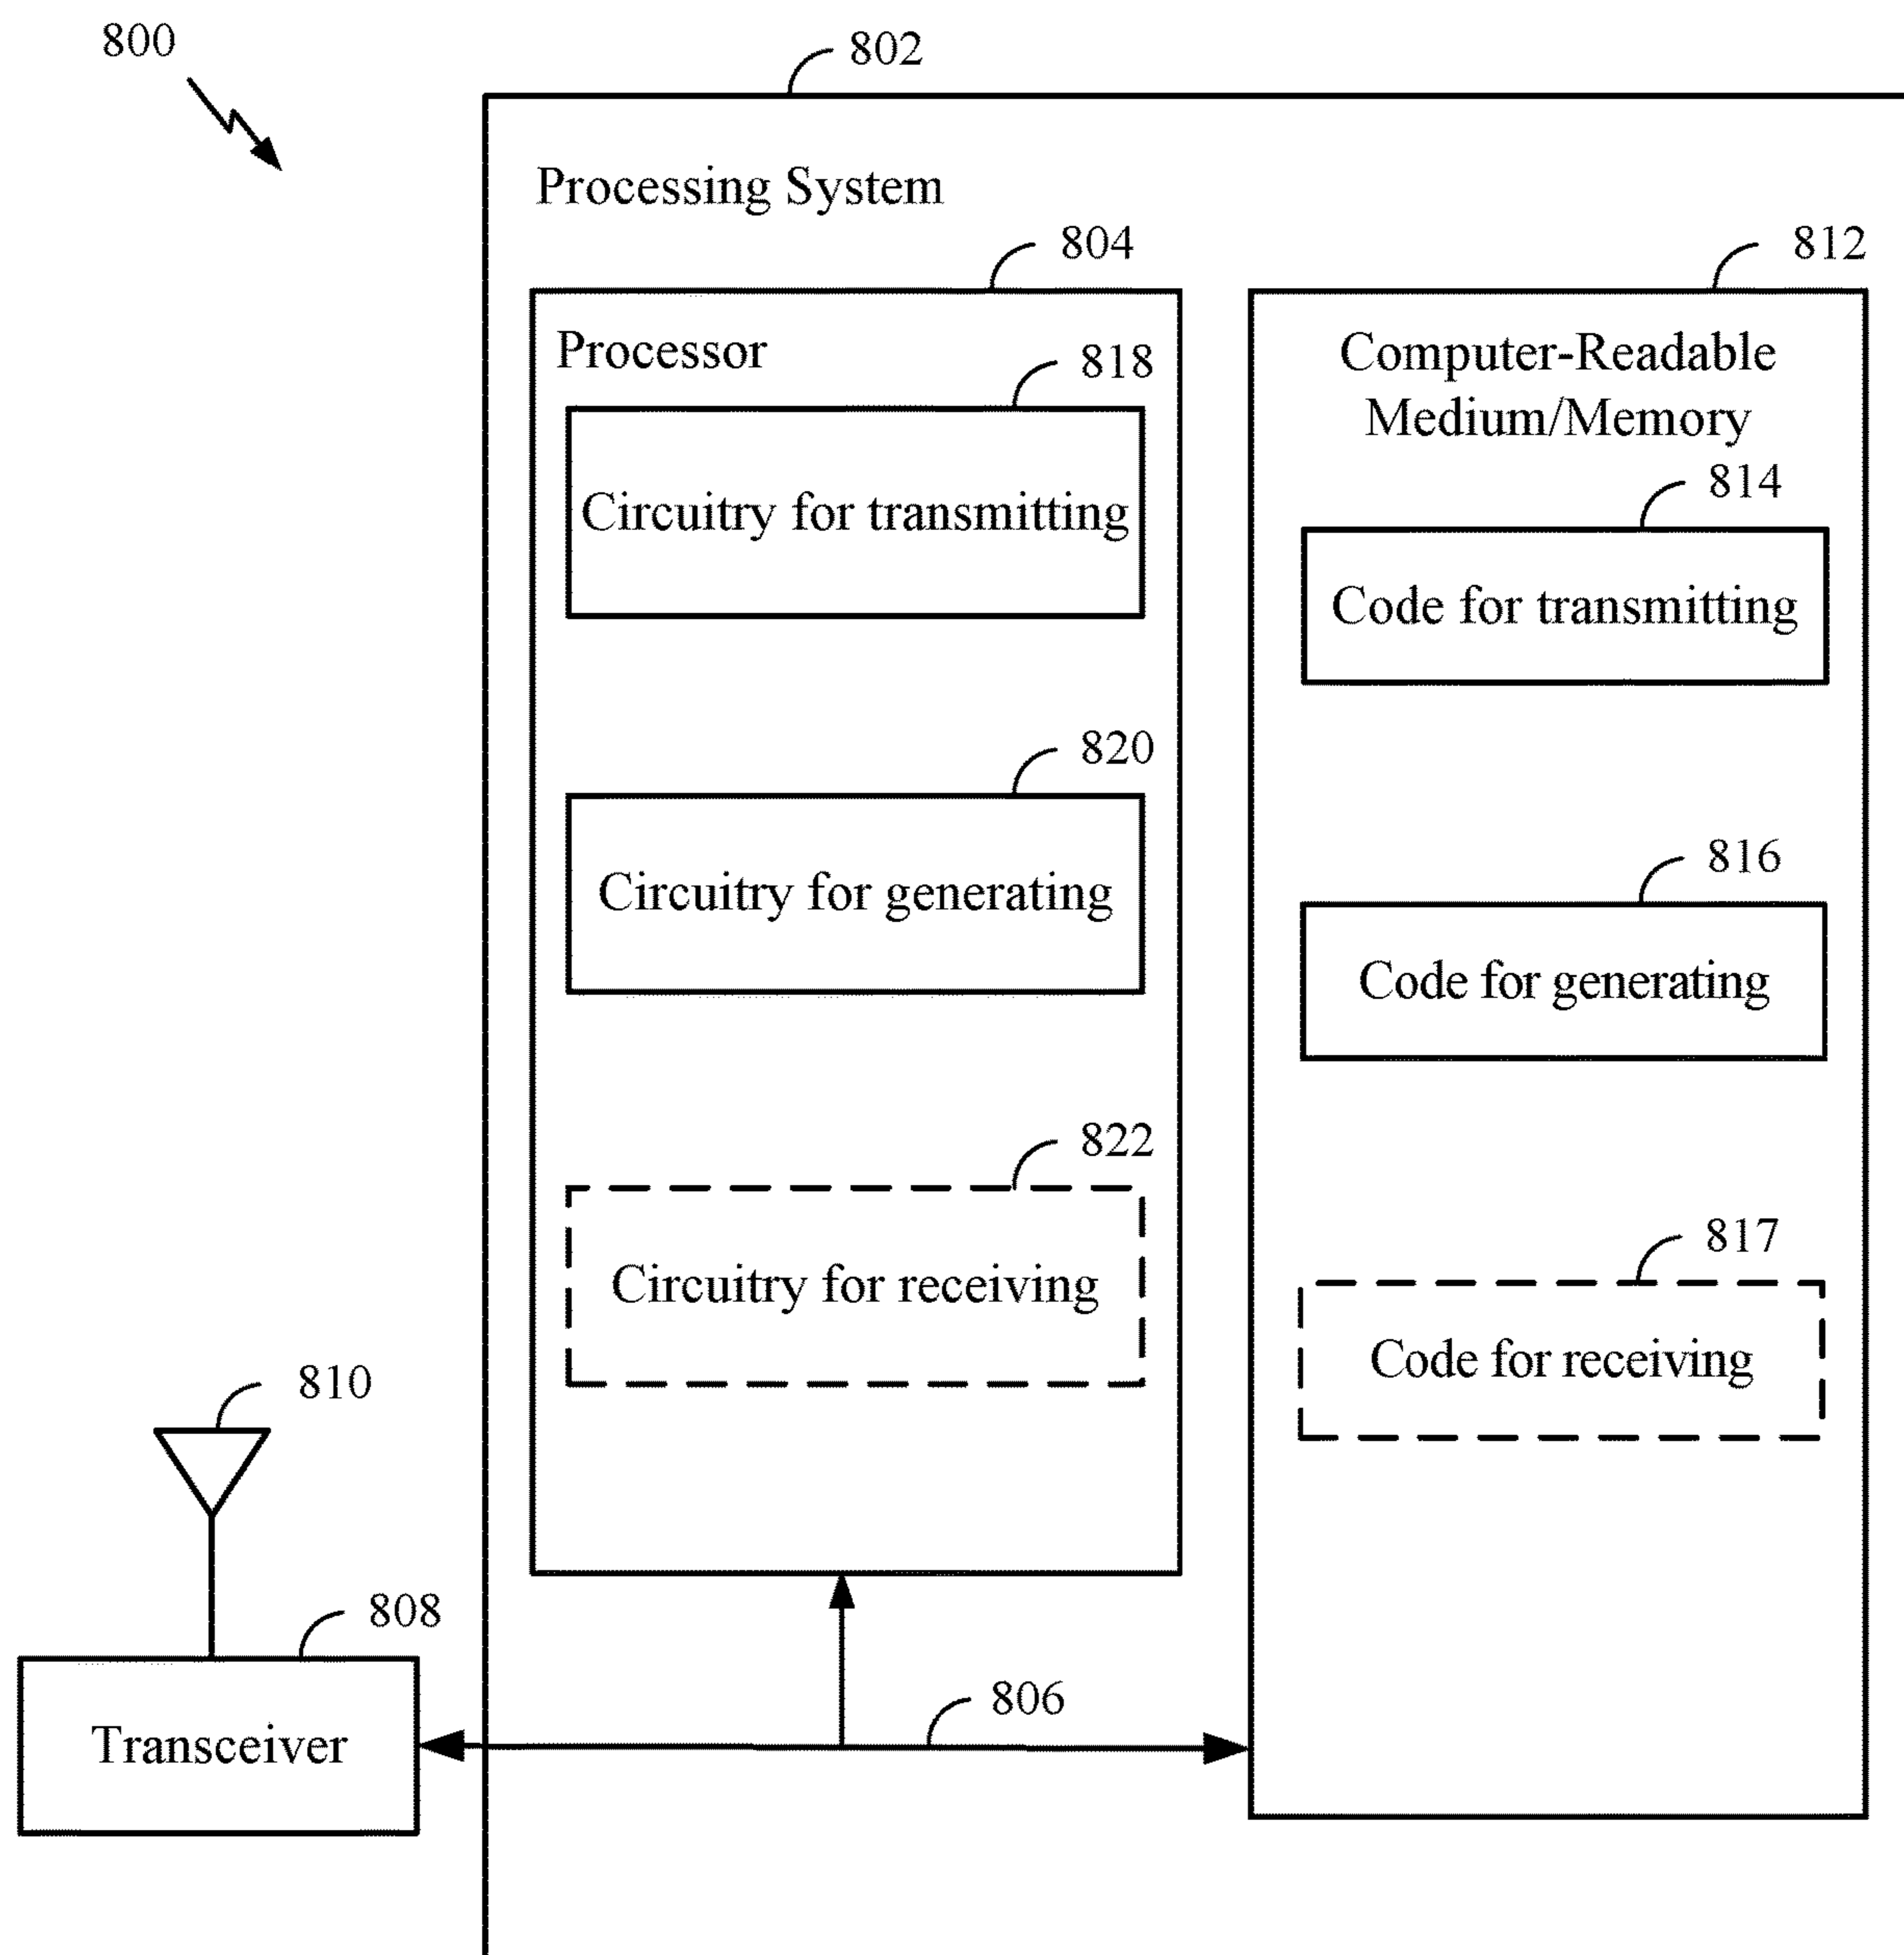 800
802
Processing System
804
812
Processor
818
Computer-Readable
Medium/Memory
Circuitry for transmitting
814
Code for transmitting
820
Circuitry for generating
816
Code for generating
822
Circuitry for receiving
817
Code for receiving
810
808
Transceiver
806